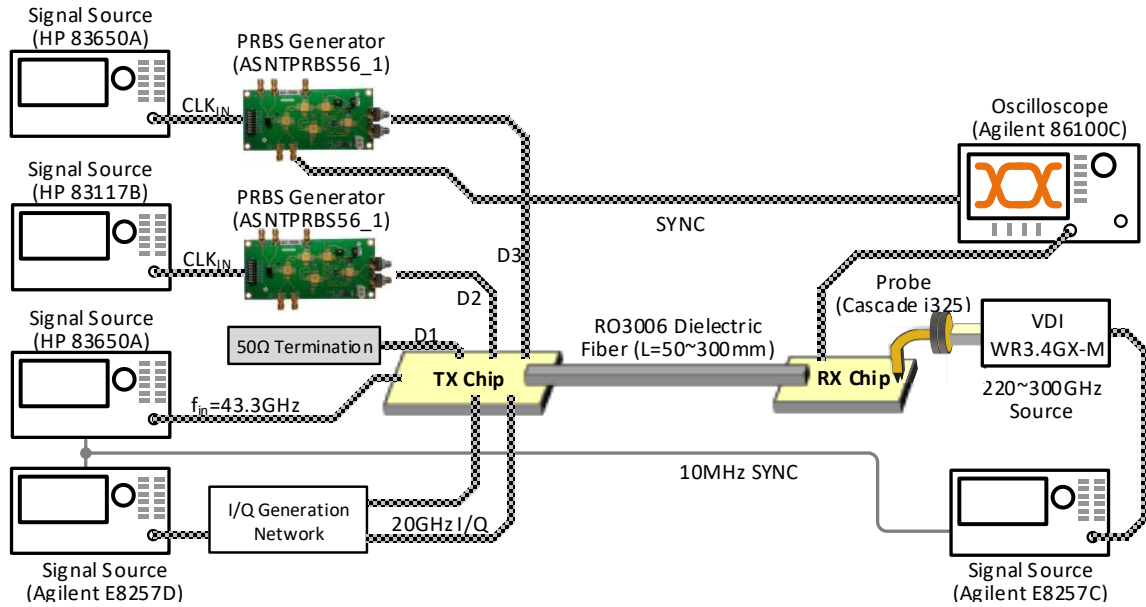 Signal Source
(HP 83650A)
PRBS Generator
(ASNTPRBS56_1)
CLKIN
Oscilloscope
(Agilent 86100C)
Signal Source
(HP 83117B)
PRBS Generator
(ASNTPRBS56_1)
SYNC
CLKIN
D3
D2
Probe
(Cascade i325)
Signal Source
(HP 83650A)
50Ω Termination
D1
RO3006 Dielectric
Fiber (L=50~300mm)
VDI
WR3.4GX-M
TX Chip
RX Chip
fin=43.3GHz
220~300GHz
Source
10MHz SYNC
I/Q Generation
Network
20GHz I/Q
Signal Source
(Agilent E8257D)
Signal Source
(Agilent E8257C)